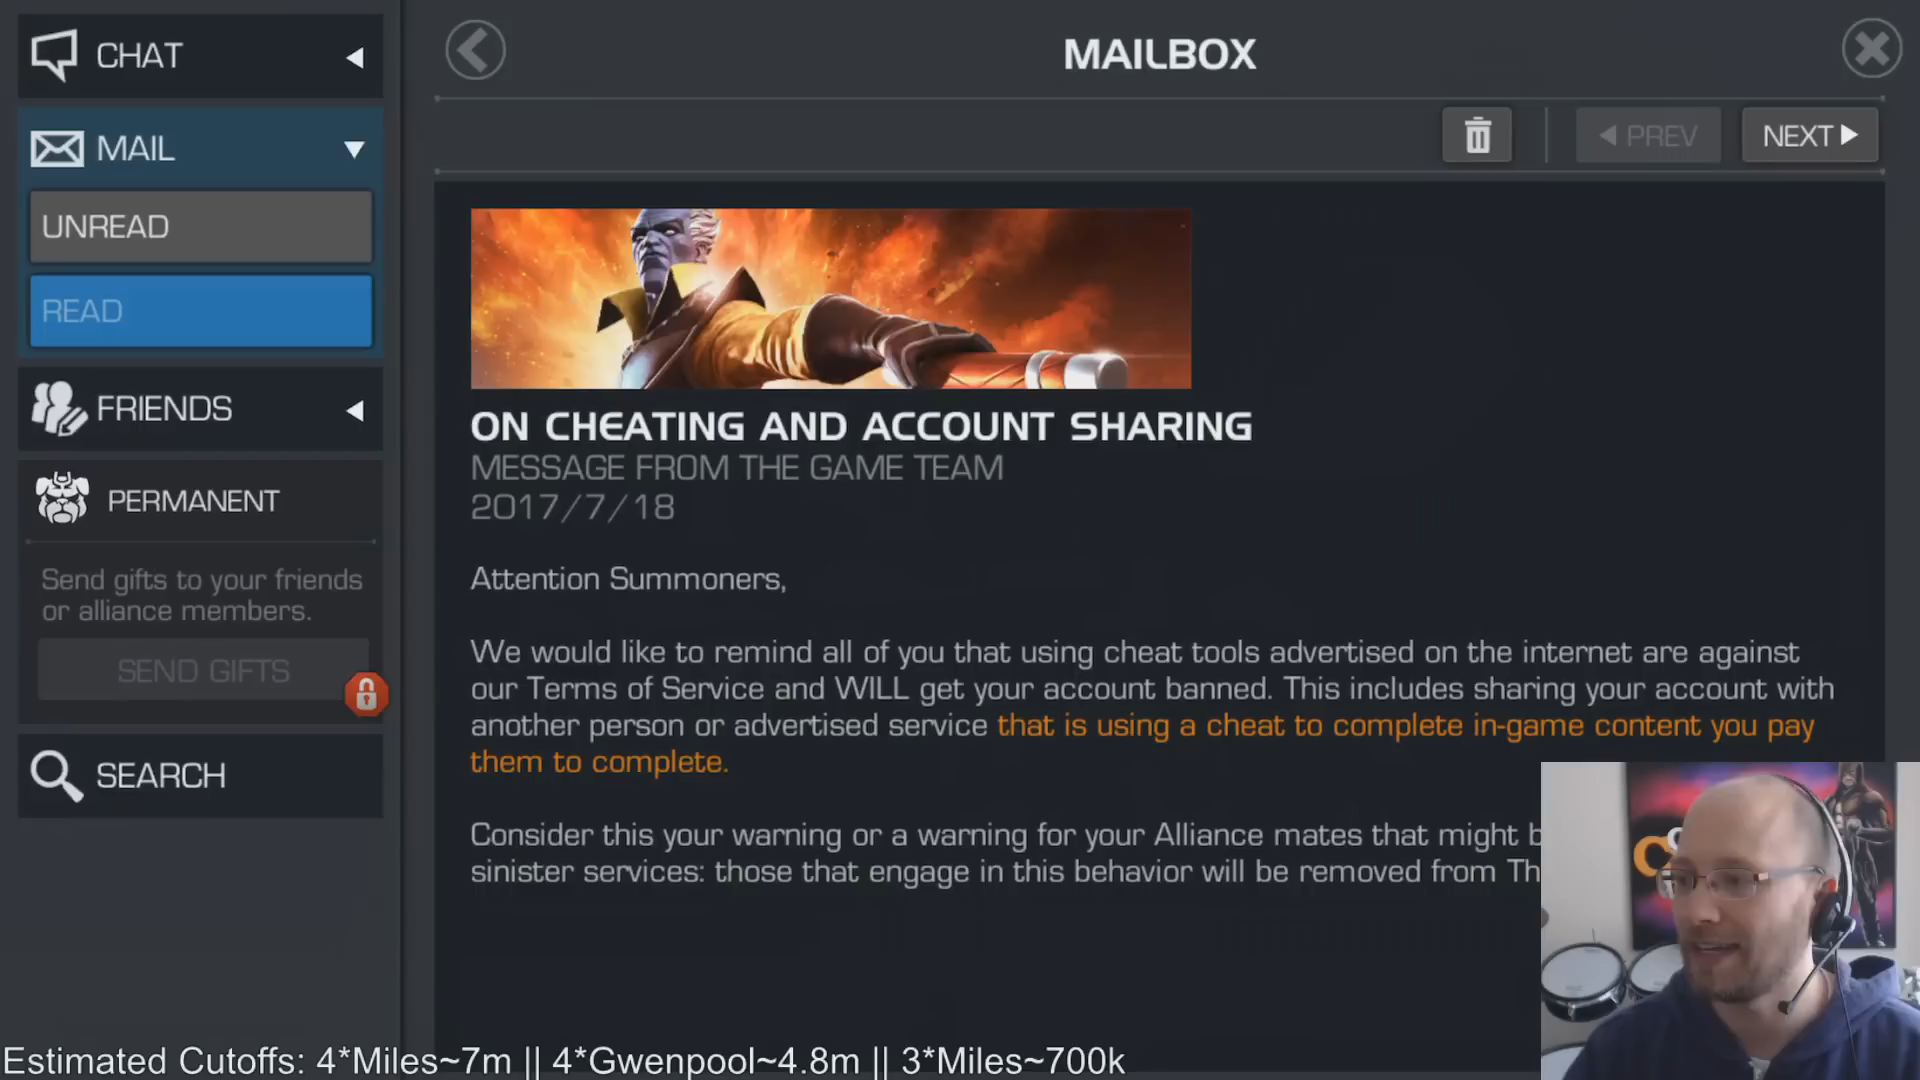 CHAT
MAIL
UNREAD
READ
FRIENDS
PERMANENT
Send gifts to your friends
or alliance members.
SEND GIFTS
SEARCH
MAILBOX
PREV
NEXT
ON CHEATING AND ACCOUNT SHARING
MESSAGE FROM THE GAME TEAM
2017/7/18
Attention Summoners,
We would like to remind all of you that using cheat tools advertised on the internet are against
our Terms of Service and WILL get your account banned. This includes sharing your account with
another person or advertised service that is using a cheat to complete in-game content you pay
them to complete.
Consider this your warning or a warning for your Alliance mates that might
sinister services: those that engage in this behavior will be removed from
Estimated Cutoffs: 4*Miles~7m || 4*Gwenpool~4.8m || 3*Miles~700k